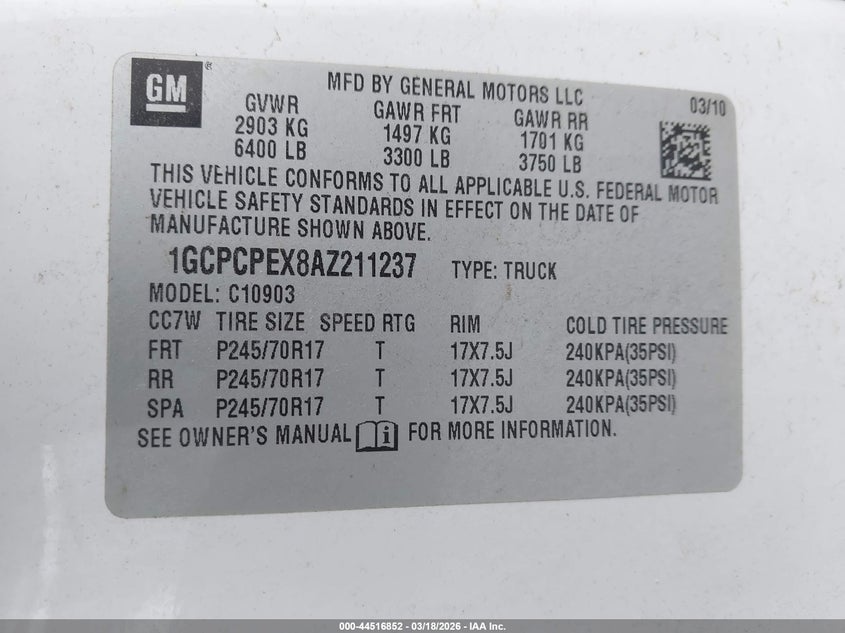 GM®
MFD BY GENERAL MOTORS LLC
03/10
GVWR GAWR FRT GAWR RR
2903 KG 1497 KG 1701 KG
6400 LB 3300 LB 3750 LB
THIS VEHICLE CONFORMS TO ALL APPLICABLE U.S. FEDERAL MOTOR
VEHICLE SAFETY STANDARDS IN EFFECT ON THE DATE OF
MANUFACTURE SHOWN ABOVE.
1GCPCPEX8AZ211237 TYPE: TRUCK
MODEL: C10903
CC7W TIRE SIZE SPEED RTG RIM COLD TIRE PRESSURE
FRT P245/70R17 T 17X7.5J 240KPA(35PSI)
RR P245/70R17 T 17X7.5J 240KPA(35PSI)
SPA P245/70R17 T 17X7.5J 240KPA(35PSI)
SEE OWNER'S MANUAL i FOR MORE INFORMATION.
000-44516852 - 03/18/2026 - IAA Inc.